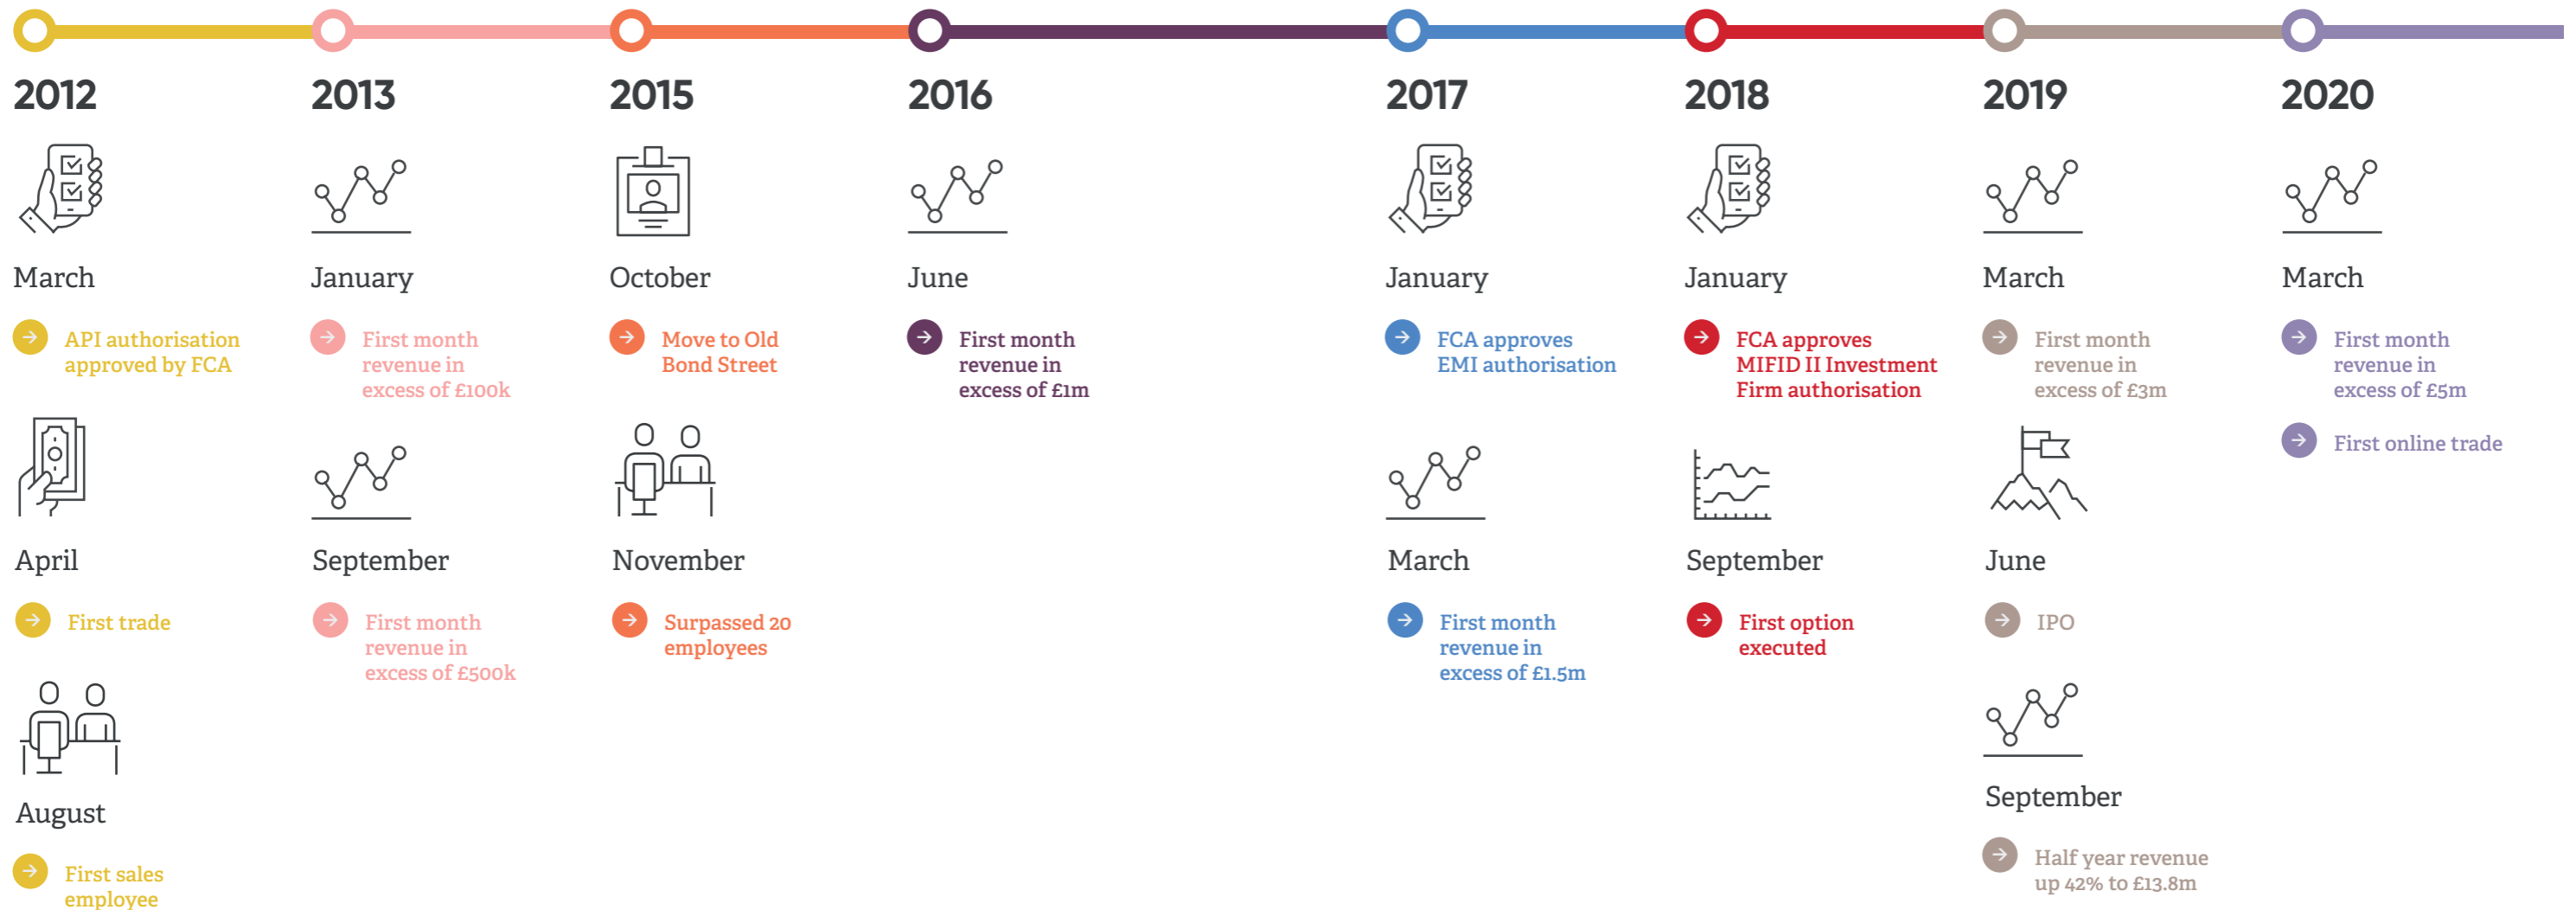 2012
March
API authorisation
approved by FCA
April
First trade
August
First sales
employee
2013
January
First month
revenue in
excess of £100k
September
First month
revenue in
excess of £500k
2015
October
Move to Old
Bond Street
November
Surpassed 20
employees
2016
June
First month
revenue in
excess of £1m
2017
January
FCA approves
EMI authorisation
March
First month
revenue in
excess of £1.5m
2018
January
FCA approves
MIFID II Investment
Firm authorisation
September
First option
executed
2019
March
First month
revenue in
excess of £3m
June
IPO
September
Half year revenue
up 42% to £13.8m
2020
March
First month
revenue in
excess of £5m
First online trade